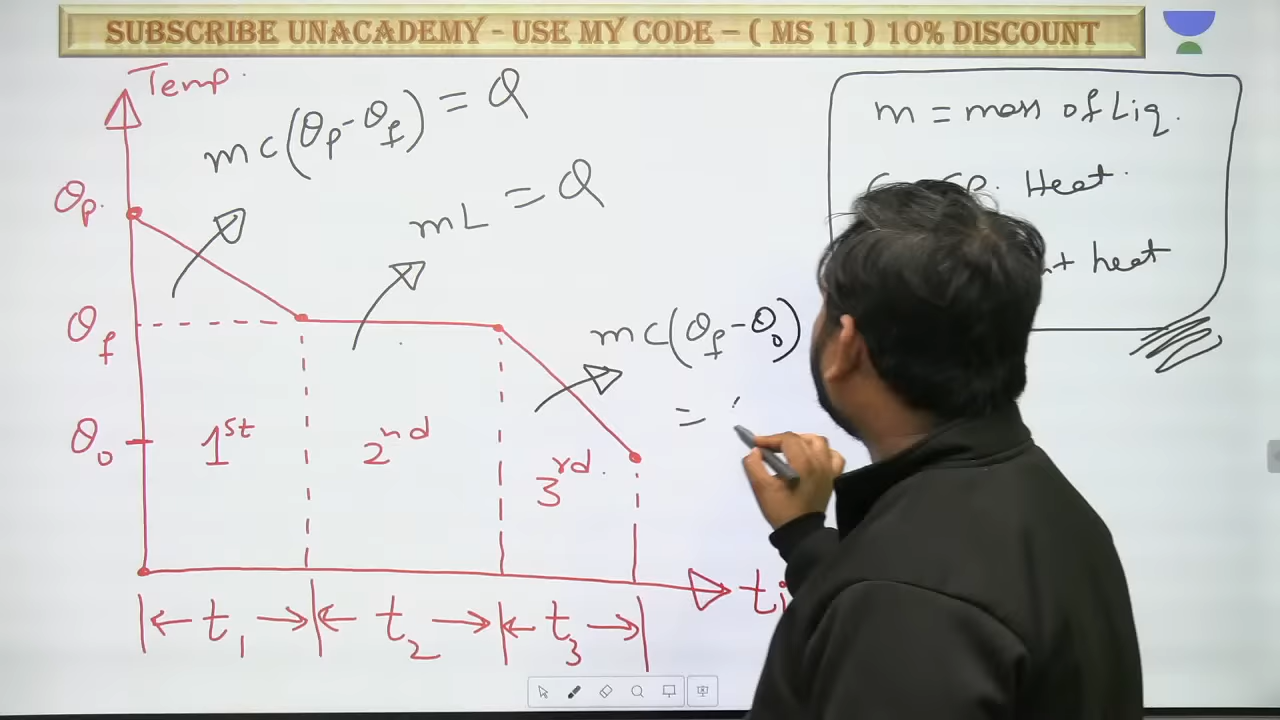 SUBSCRIBE UNACADEMY - USE MY CODE – ( MS 11) 10% DISCOUNT
Temp.
mc(θp-θf) = Q
m = mass of Liq.
θp.
mL = Q
Heat.
heat
θf
mc(θf-θ0)
=
θ0
1st
2nd
3rd.
t1
t2
t3